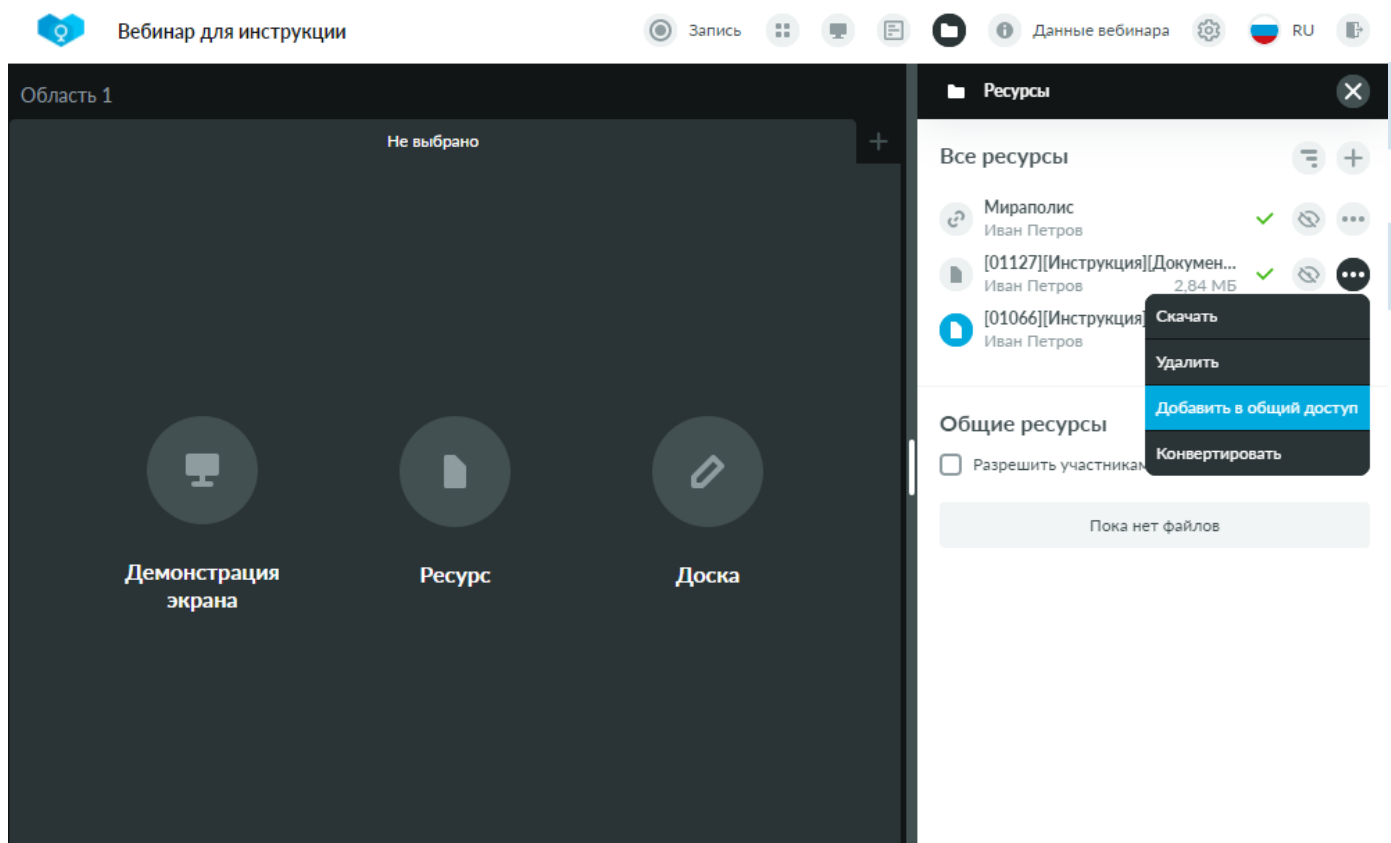 Вебинар для инструкции
Запись
Данные вебинара
RU
Область 1
Не выбрано
Демонстрация
экрана
Ресурс
Доска
Ресурсы
Все ресурсы
Мираполис
Иван Петров
[01127][Инструкция][Докумен...
Иван Петров 2,84 МБ
[01066][Инструкция]
Иван Петров
Скачать
Удалить
Добавить в общий доступ
Конвертировать
Общие ресурсы
Разрешить участникам
Пока нет файлов